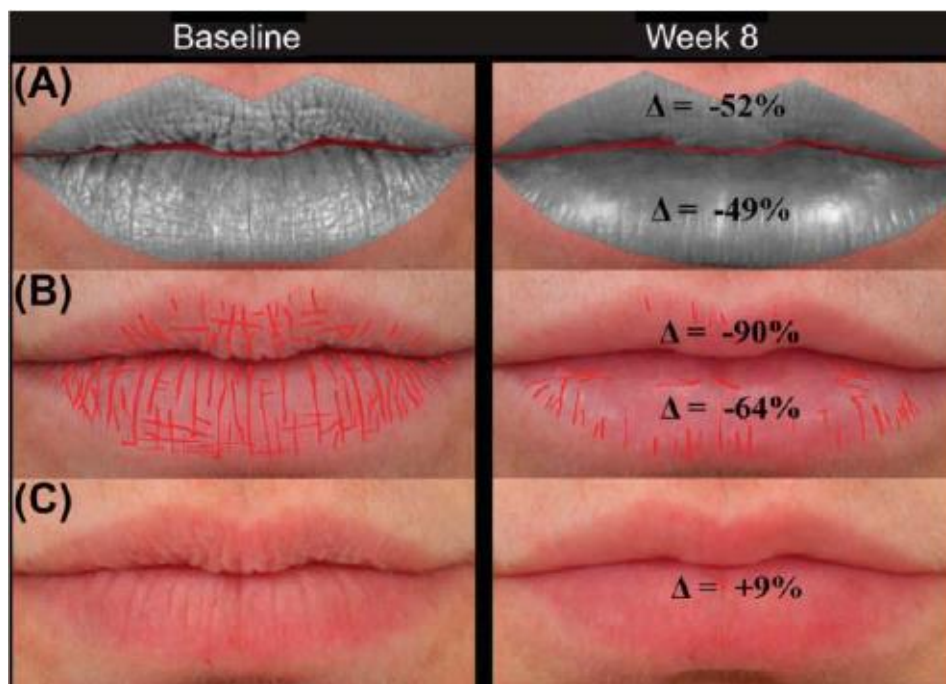 Baseline
Week 8
(A)
Δ = -52%
Δ = -49%
(B)
Δ = -90%
Δ = -64%
(C)
Δ = +9%